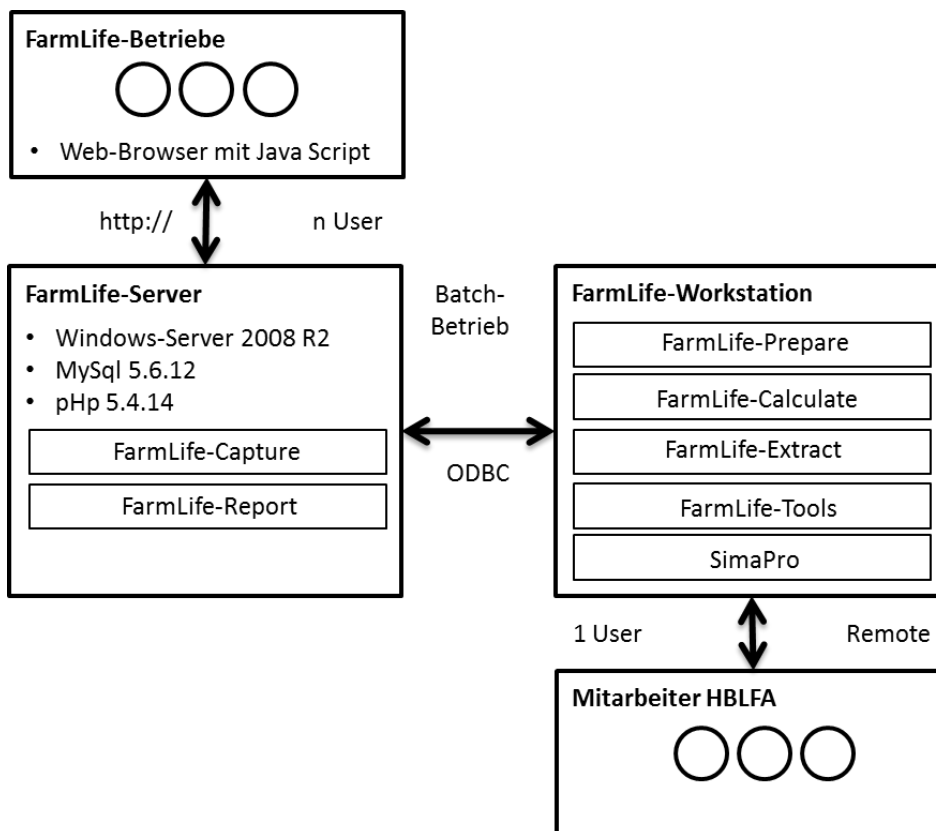 FarmLife-Betriebe
• Web-Browser mit Java Script
http:// n User
FarmLife-Server
• Windows-Server 2008 R2
• MySql 5.6.12
• pHp 5.4.14
FarmLife-Capture
FarmLife-Report
Batch-
Betrieb
ODBC
FarmLife-Workstation
FarmLife-Prepare
FarmLife-Calculate
FarmLife-Extract
FarmLife-Tools
SimaPro
1 User Remote
Mitarbeiter HBLFA